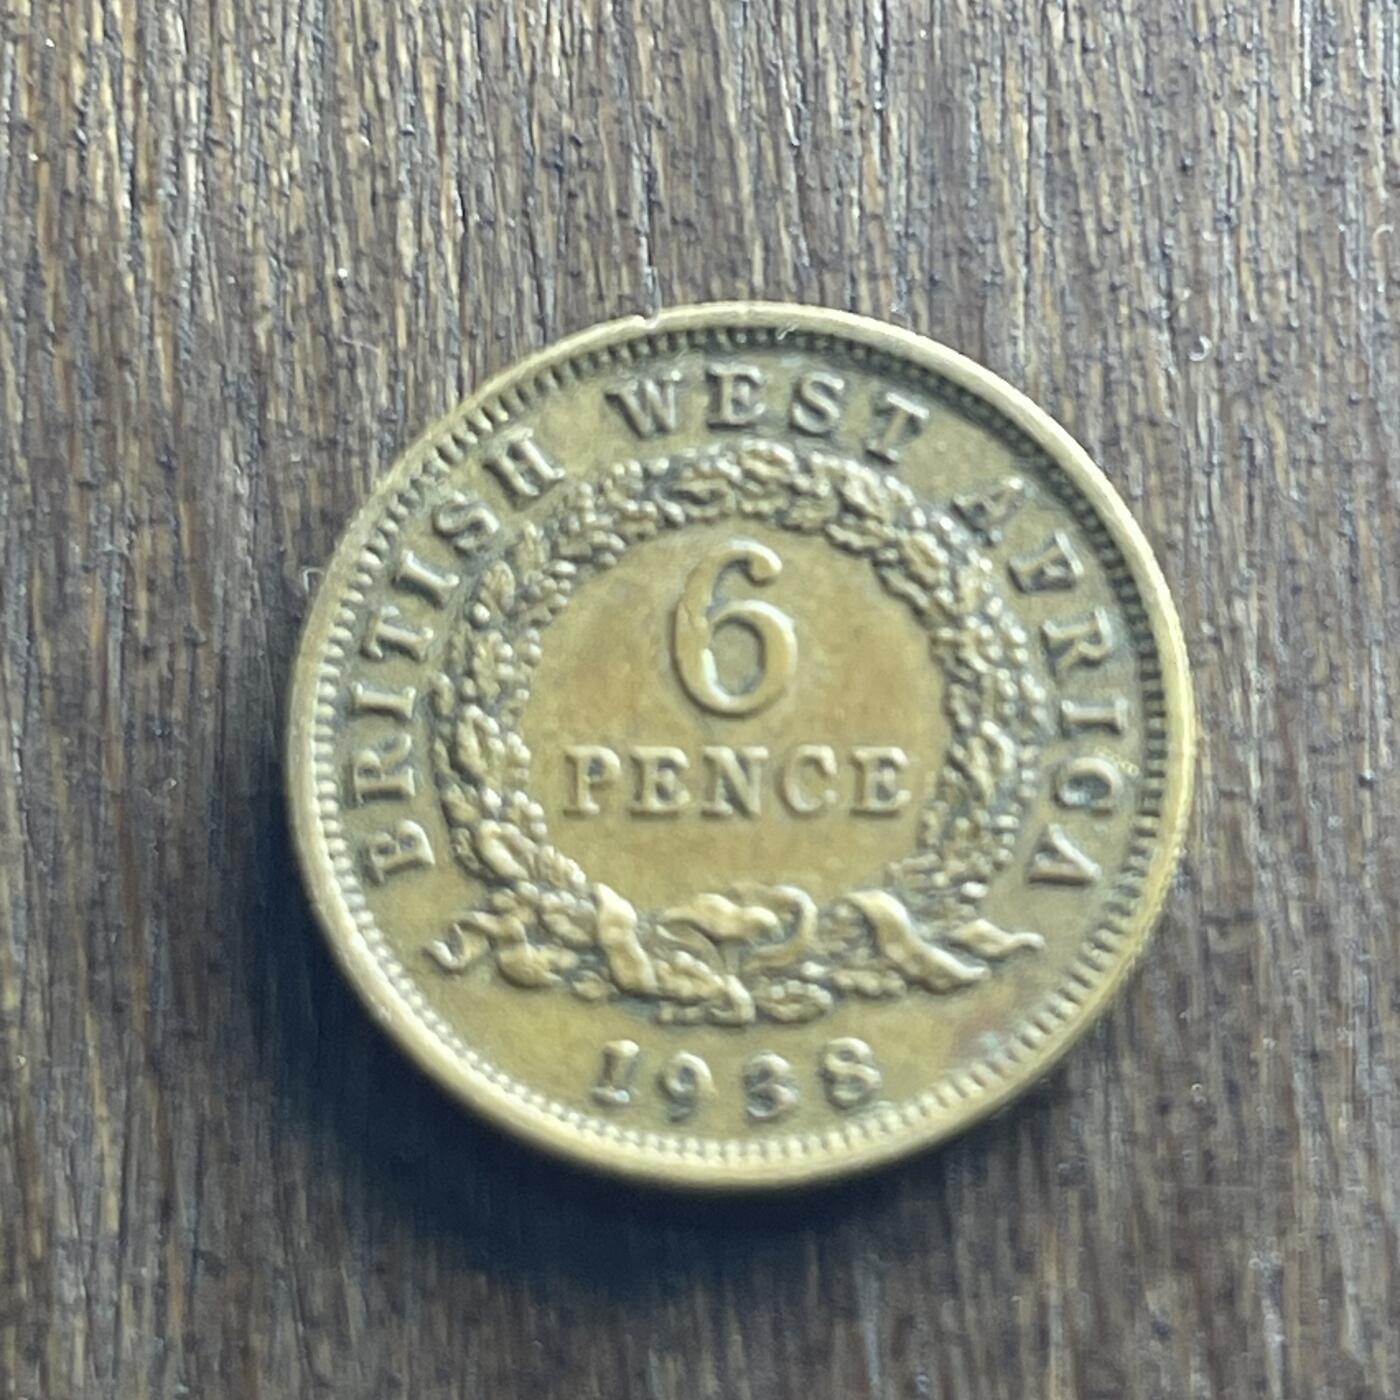 BRITISH WEST AFRICA
6
PENCE
1938